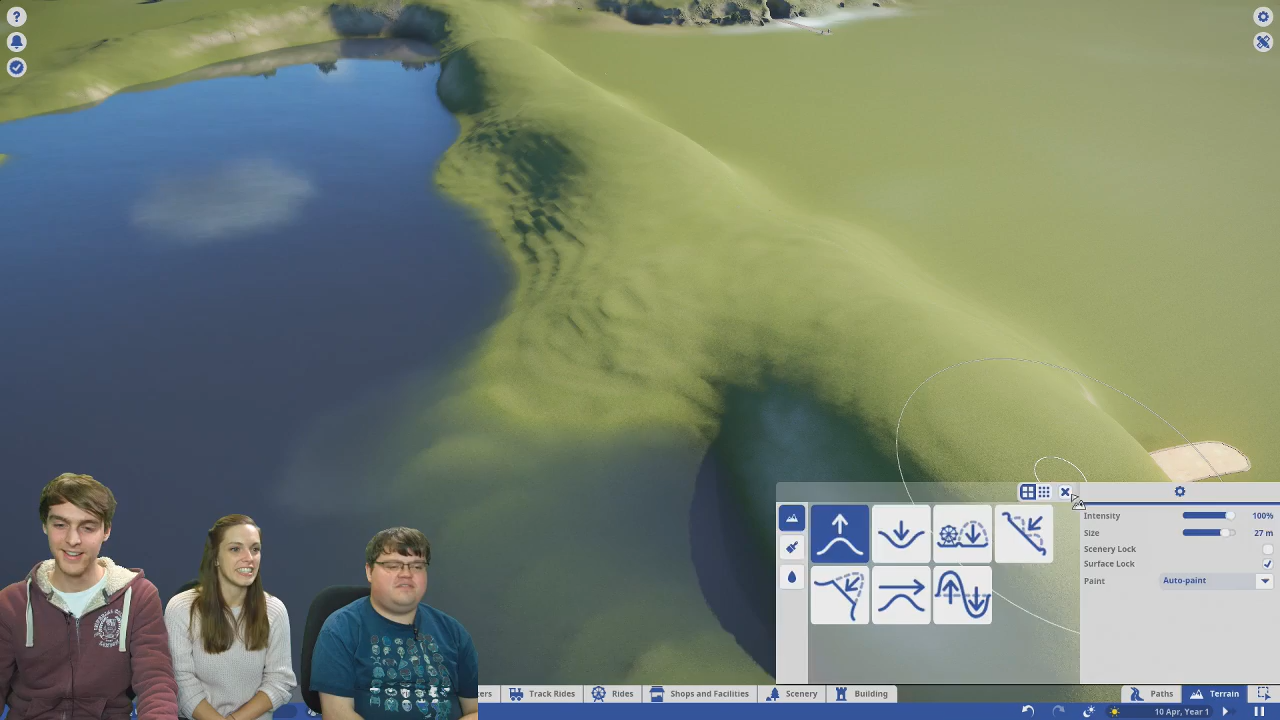 ?
Intensity 100%
Size 27 m
Scenery Lock
Surface Lock
Paint Auto-paint
ers Track Rides Rides Shops and Facilities Scenery Building Paths Terrain
10 Apr, Year 1